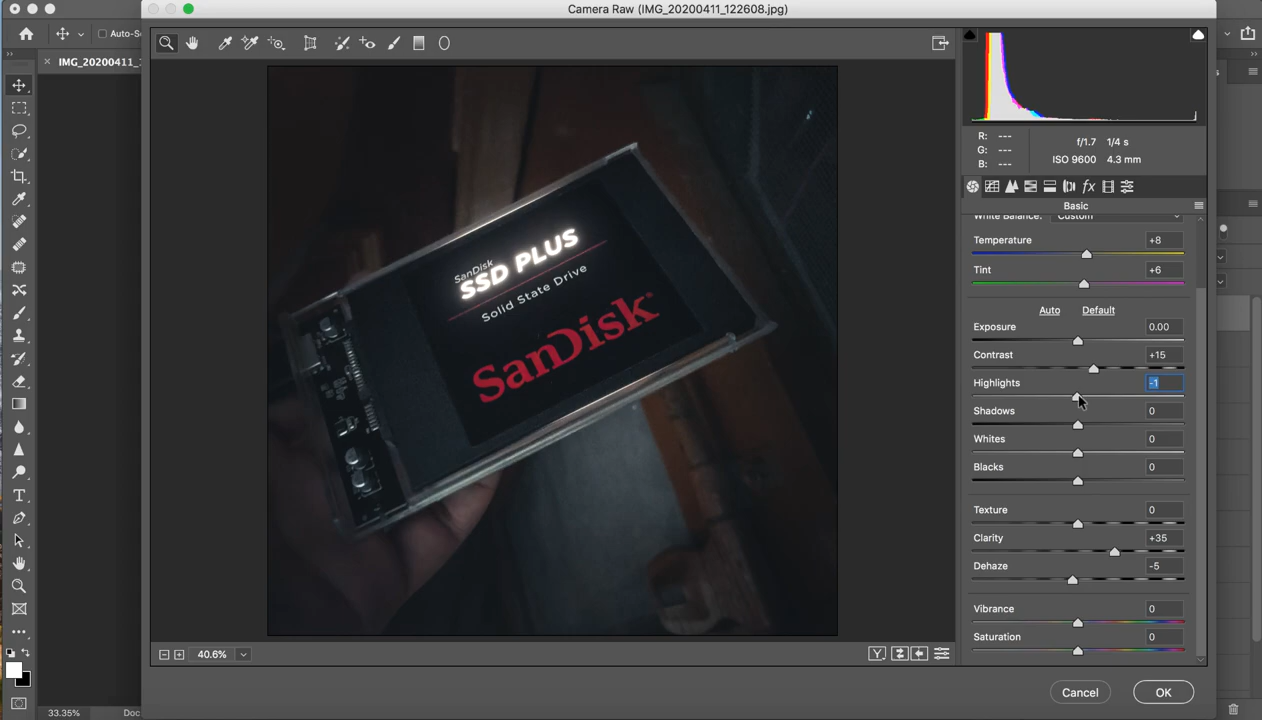 Camera Raw (IMG_20200411_122608.jpg)
Auto-S
IMG_20200411_1
R: ---
G: ---
B: ---
f/1.7 1/4 s
ISO 9600 4.3 mm
fx
Basic
White Balance: Custom
Temperature +8
Tint +6
Auto Default
Exposure 0.00
Contrast +15
Highlights -1
Shadows 0
Whites 0
Blacks 0
Texture 0
Clarity +35
Dehaze -5
Vibrance 0
Saturation 0
SanDisk
SSD PLUS
Solid State Drive
SanDisk
40.6%
Y
Cancel OK
33.35% Doc